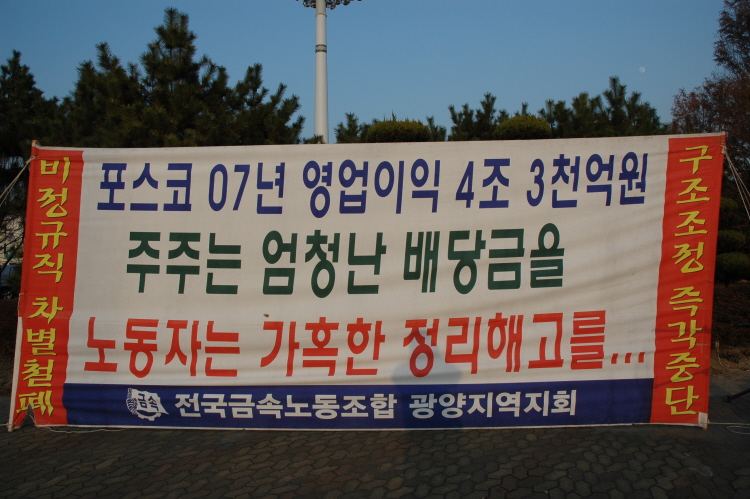 비정규직 차별철폐
포스코 07년 영업이익 4조 3천억원
주주는 엄청난 배당금을
노동자는 가혹한 정리해고를...
금속 전국금속노동조합 광양지역지회
구조조정 즉각중단